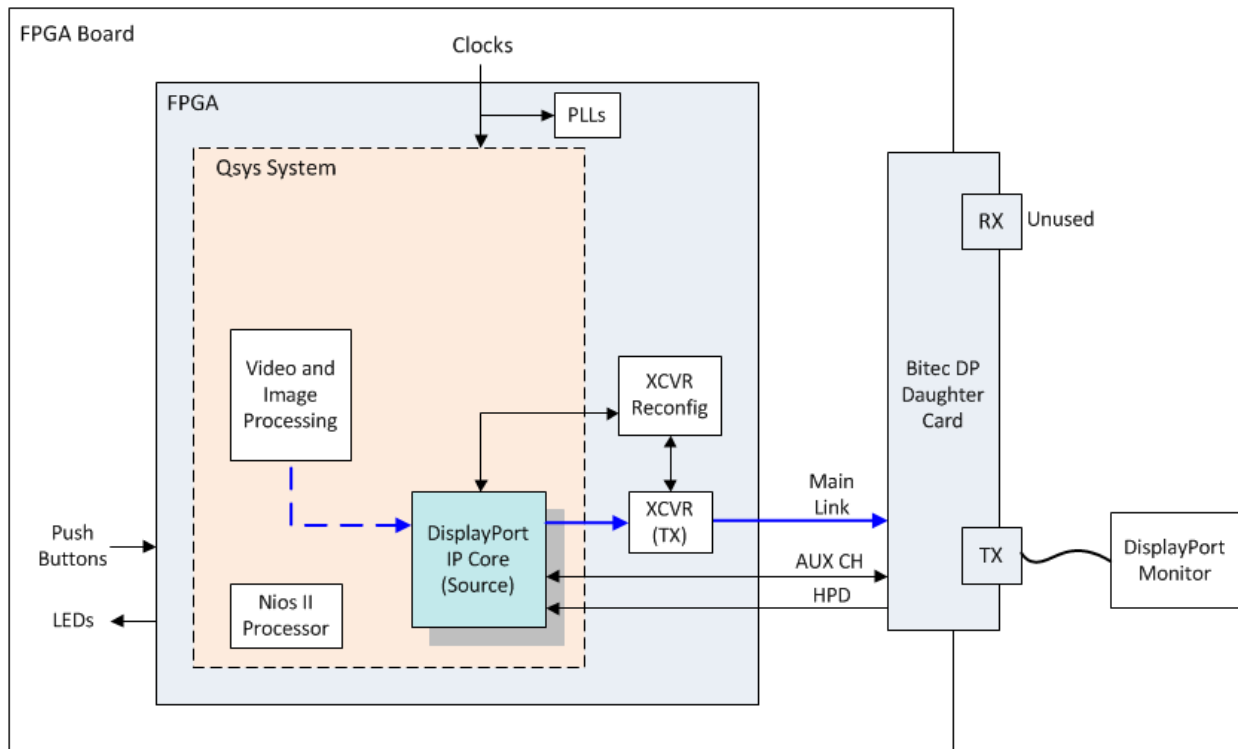 FPGA Board
Clocks
FPGA
PLLs
Qsys System
RX
Unused
Video and
Image
Processing
XCVR
Reconfig
Bitec DP
Daughter
Card
Main
Link
DisplayPort
IP Core
(Source)
XCVR
(TX)
Push
Buttons
AUX CH
TX
DisplayPort
Monitor
HPD
LEDs
Nios II
Processor